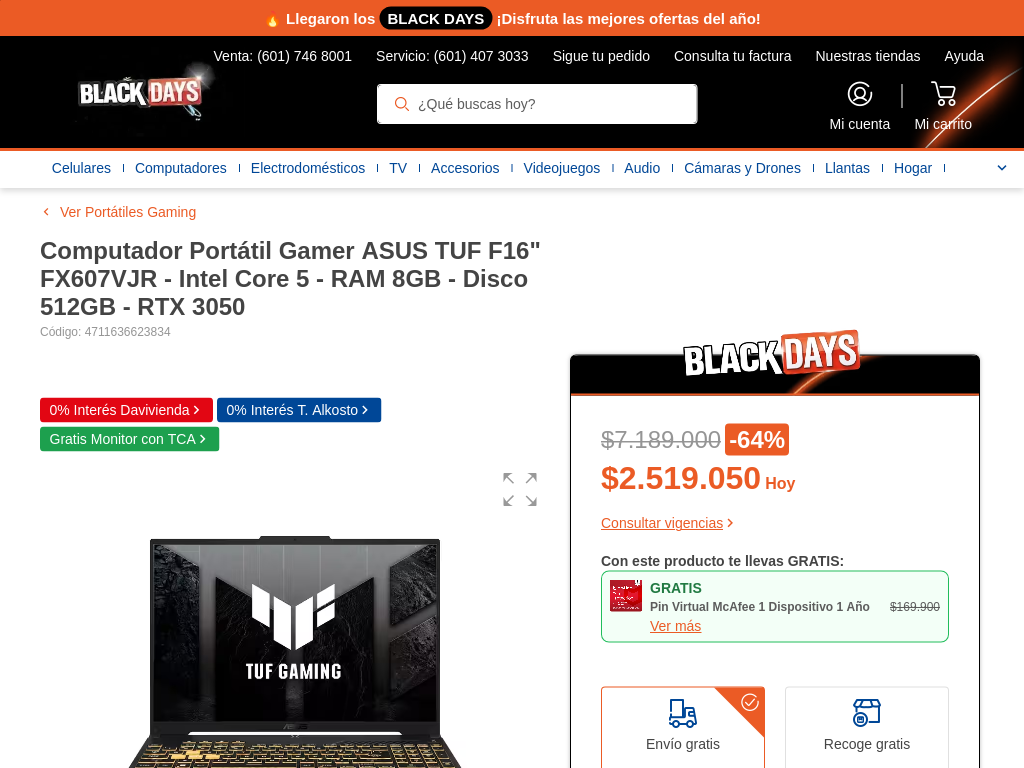 🔥 Llegaron los BLACK DAYS ¡Disfruta las mejores ofertas del año!
Venta: (601) 746 8001 Servicio: (601) 407 3033 Sigue tu pedido Consulta tu factura Nuestras tiendas Ayuda
BLACK DAYS
¿Qué buscas hoy?
Mi cuenta Mi carrito
Celulares Computadores Electrodomésticos TV Accesorios Videojuegos Audio Cámaras y Drones Llantas Hogar
Ver Portátiles Gaming
Computador Portátil Gamer ASUS TUF F16"
FX607VJR - Intel Core 5 - RAM 8GB - Disco
512GB - RTX 3050
Código: 4711636623834
0% Interés Davivienda 0% Interés T. Alkosto
Gratis Monitor con TCA
TUF GAMING
ASUS
BLACK DAYS
$7.189.000 -64%
$2.519.050 Hoy
Consultar vigencias
Con este producto te llevas GRATIS:
GRATIS
Pin Virtual McAfee 1 Dispositivo 1 Año $169.900
Ver más
Envío gratis Recoge gratis